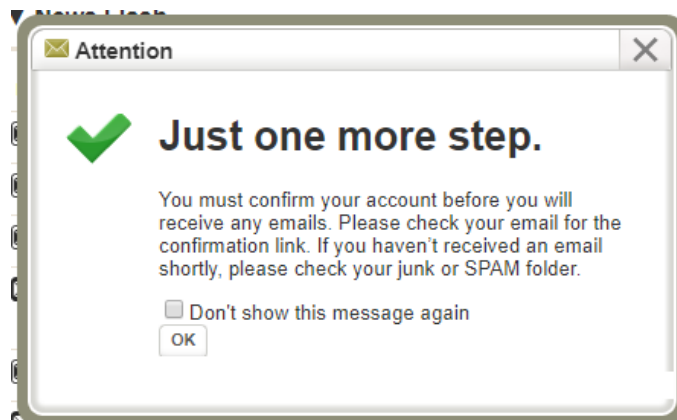 News Flash
Attention
Just one more step.
You must confirm your account before you will
receive any emails. Please check your email for the
confirmation link. If you haven't received an email
shortly, please check your junk or SPAM folder.
Don't show this message again
OK